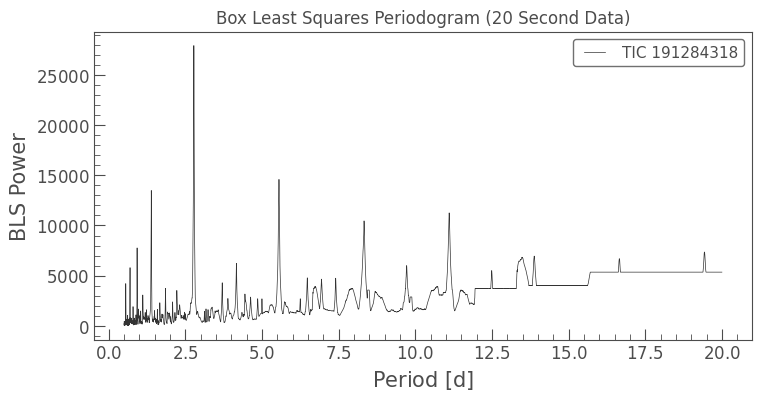 Box Least Squares Periodogram (20 Second Data)
TIC 191284318
BLS Power
25000
20000
15000
10000
5000
0
0.0 2.5 5.0 7.5 10.0 12.5 15.0 17.5 20.0
Period [d]